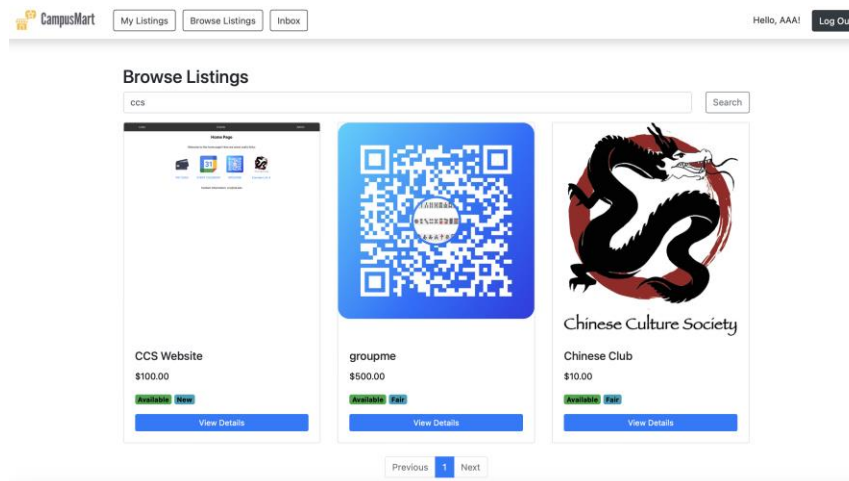 CampusMart My Listings Browse Listings Inbox Hello, AAA! Log Ou
Browse Listings
ccs Search
Home Page
31
Chinese Culture Society
CCS Website groupme Chinese Club
$100.00 $500.00 $10.00
Available New Available Fair Available Fair
View Details View Details View Details
Previous 1 Next